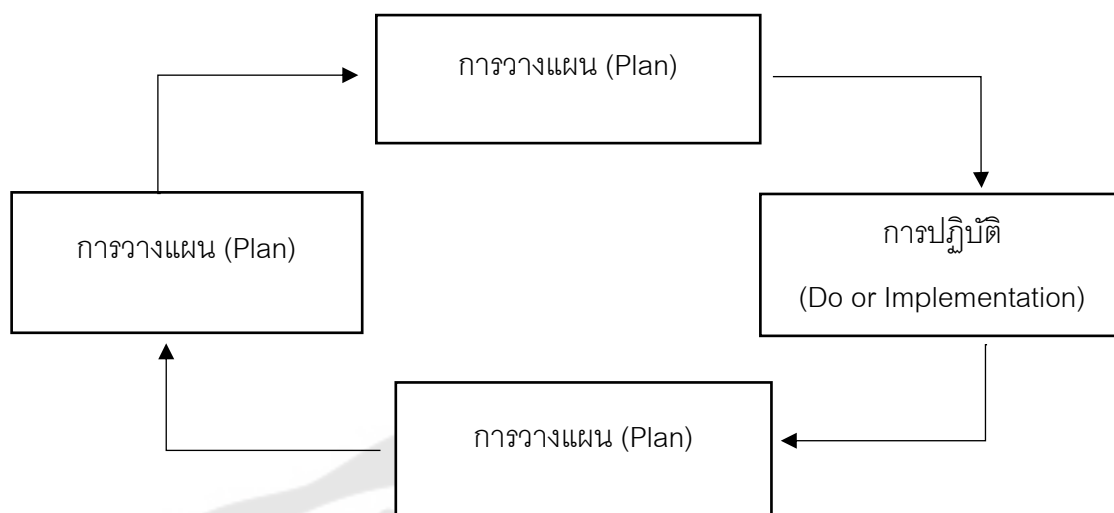 การวางแผน (Plan)
การวางแผน (Plan)
การปฏิบัติ
(Do or Implementation)
การวางแผน (Plan)